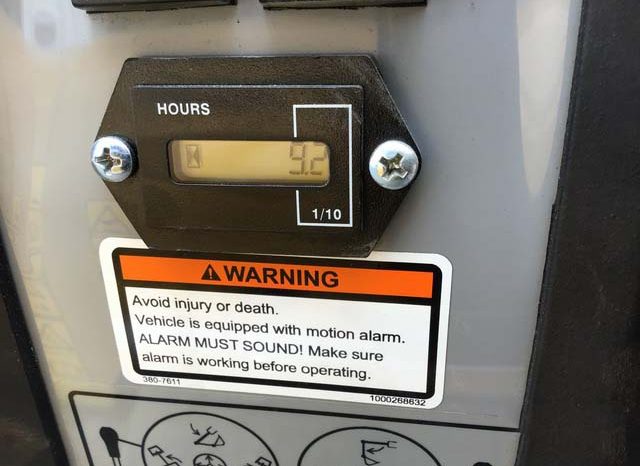 HOURS
9.2
1/10
WARNING
Avoid injury or death.
Vehicle is equipped with motion alarm.
ALARM MUST SOUND! Make sure
alarm is working before operating.
380-7611
1000268632